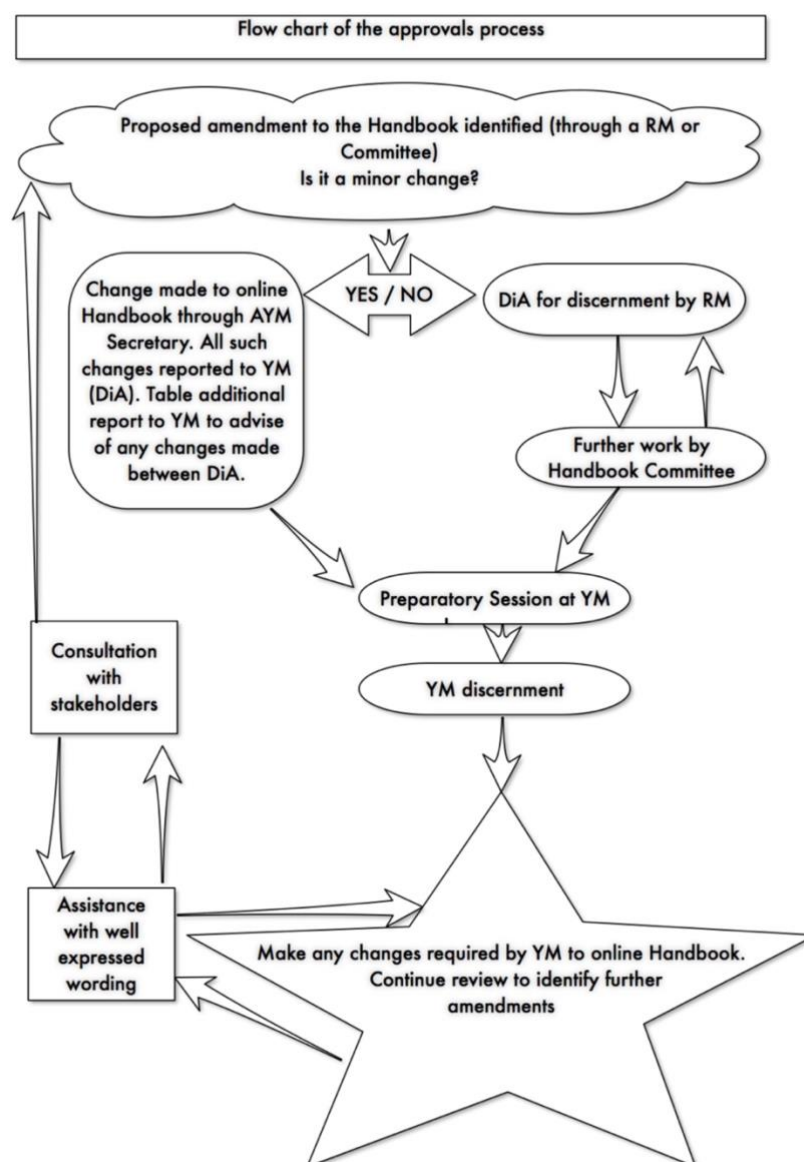 Flow chart of the approvals process
Proposed amendment to the Handbook identified (through a RM or
Committee)
Is it a minor change?
YES / NO
Change made to online
Handbook through AYM
Secretary. All such
changes reported to YM
(DiA). Table additional
report to YM to advise
of any changes made
between DiA.
DiA for discernment by RM
Further work by
Handbook Committee
Preparatory Session at YM
YM discernment
Consultation
with
stakeholders
Assistance
with well
expressed
wording
Make any changes required by YM to online Handbook.
Continue review to identify further
amendments